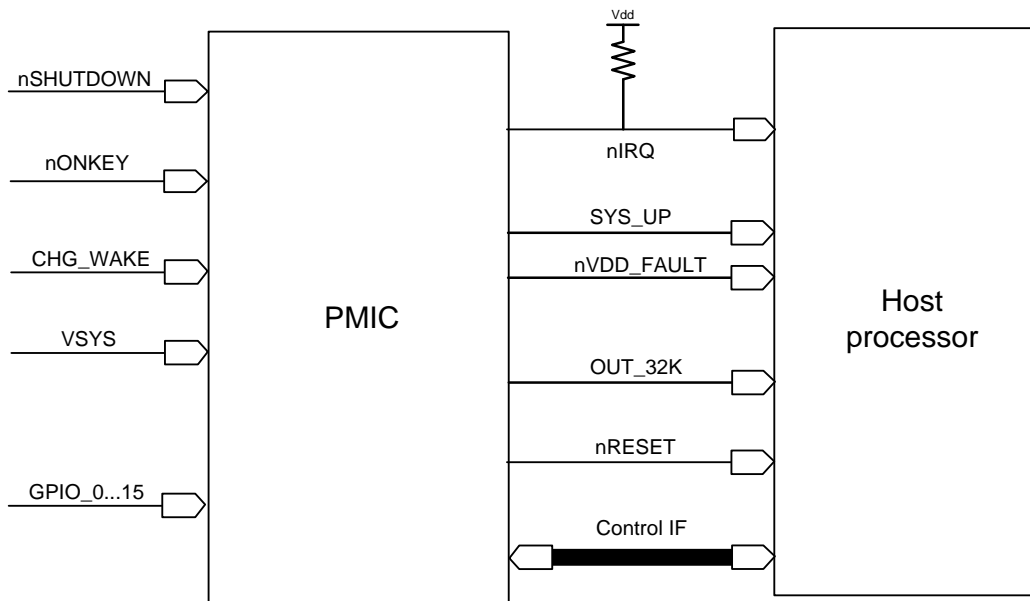 Vdd
nSHUTDOWN
nIRQ
nONKEY
SYS_UP
CHG_WAKE
nVDD_FAULT
PMIC
Host
processor
VSYS
OUT_32K
nRESET
GPIO_0...15
Control IF